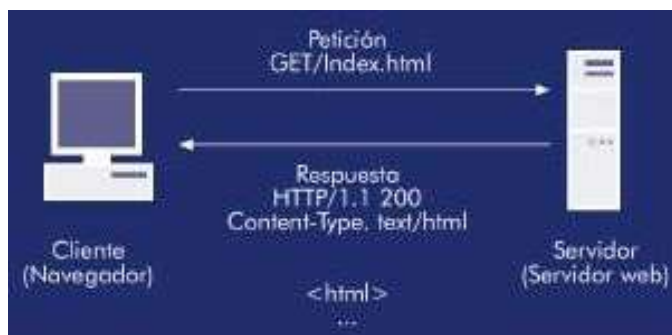 Petición
GET/Index.html
Respuesta
HTTP/1.1 200
Content-Type, text/html
Cliente
(Navegador)
Servidor
(Servidor web)
<html>
...